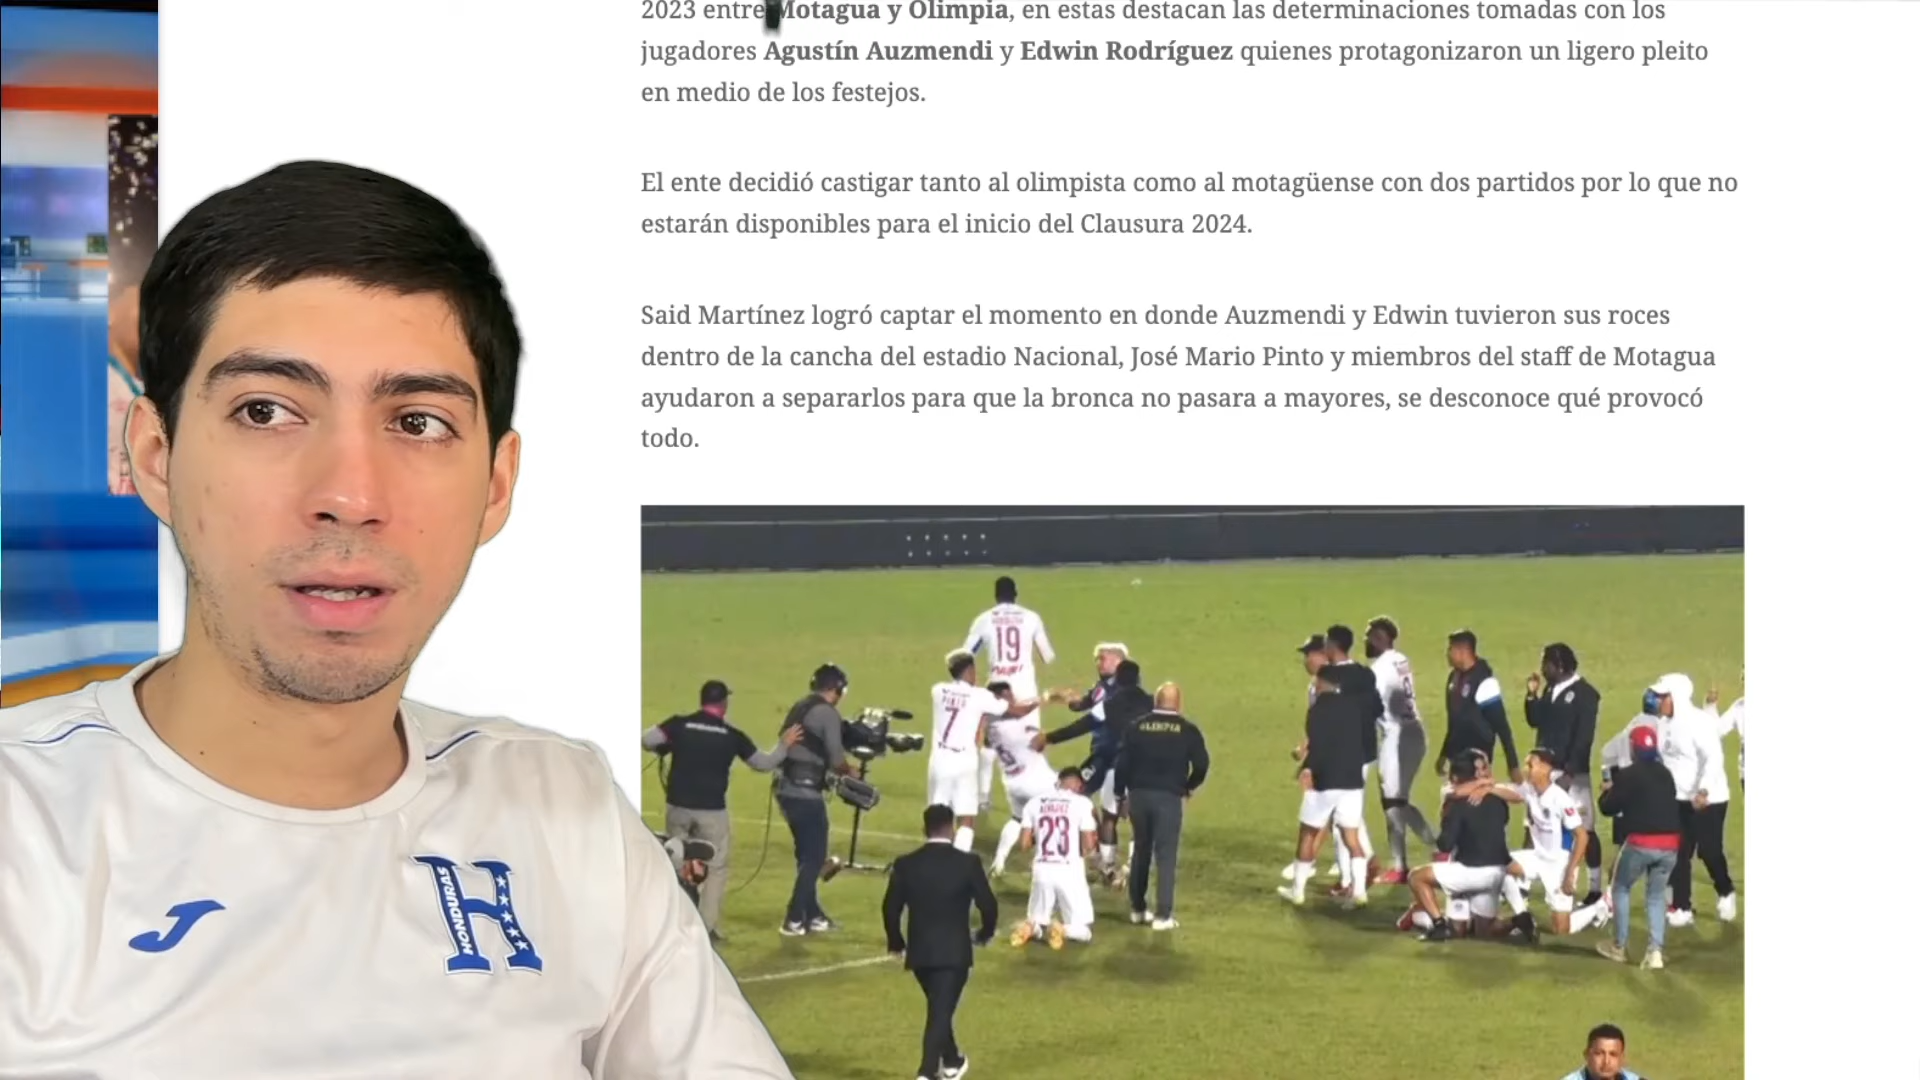 2023 entre Motagua y Olimpia, en estas destacan las determinaciones tomadas con los
jugadores Agustín Auzmendi y Edwin Rodríguez quienes protagonizaron un ligero pleito
en medio de los festejos.
El ente decidió castigar tanto al olimpista como al motagüense con dos partidos por lo que no
estarán disponibles para el inicio del Clausura 2024.
Said Martínez logró captar el momento en donde Auzmendi y Edwin tuvieron sus roces
dentro de la cancha del estadio Nacional, José Mario Pinto y miembros del staff de Motagua
ayudaron a separarlos para que la bronca no pasara a mayores, se desconoce qué provocó
todo.
19
PINTO
7
OLIMPIA
ALVAREZ
23
HONDURAS
H